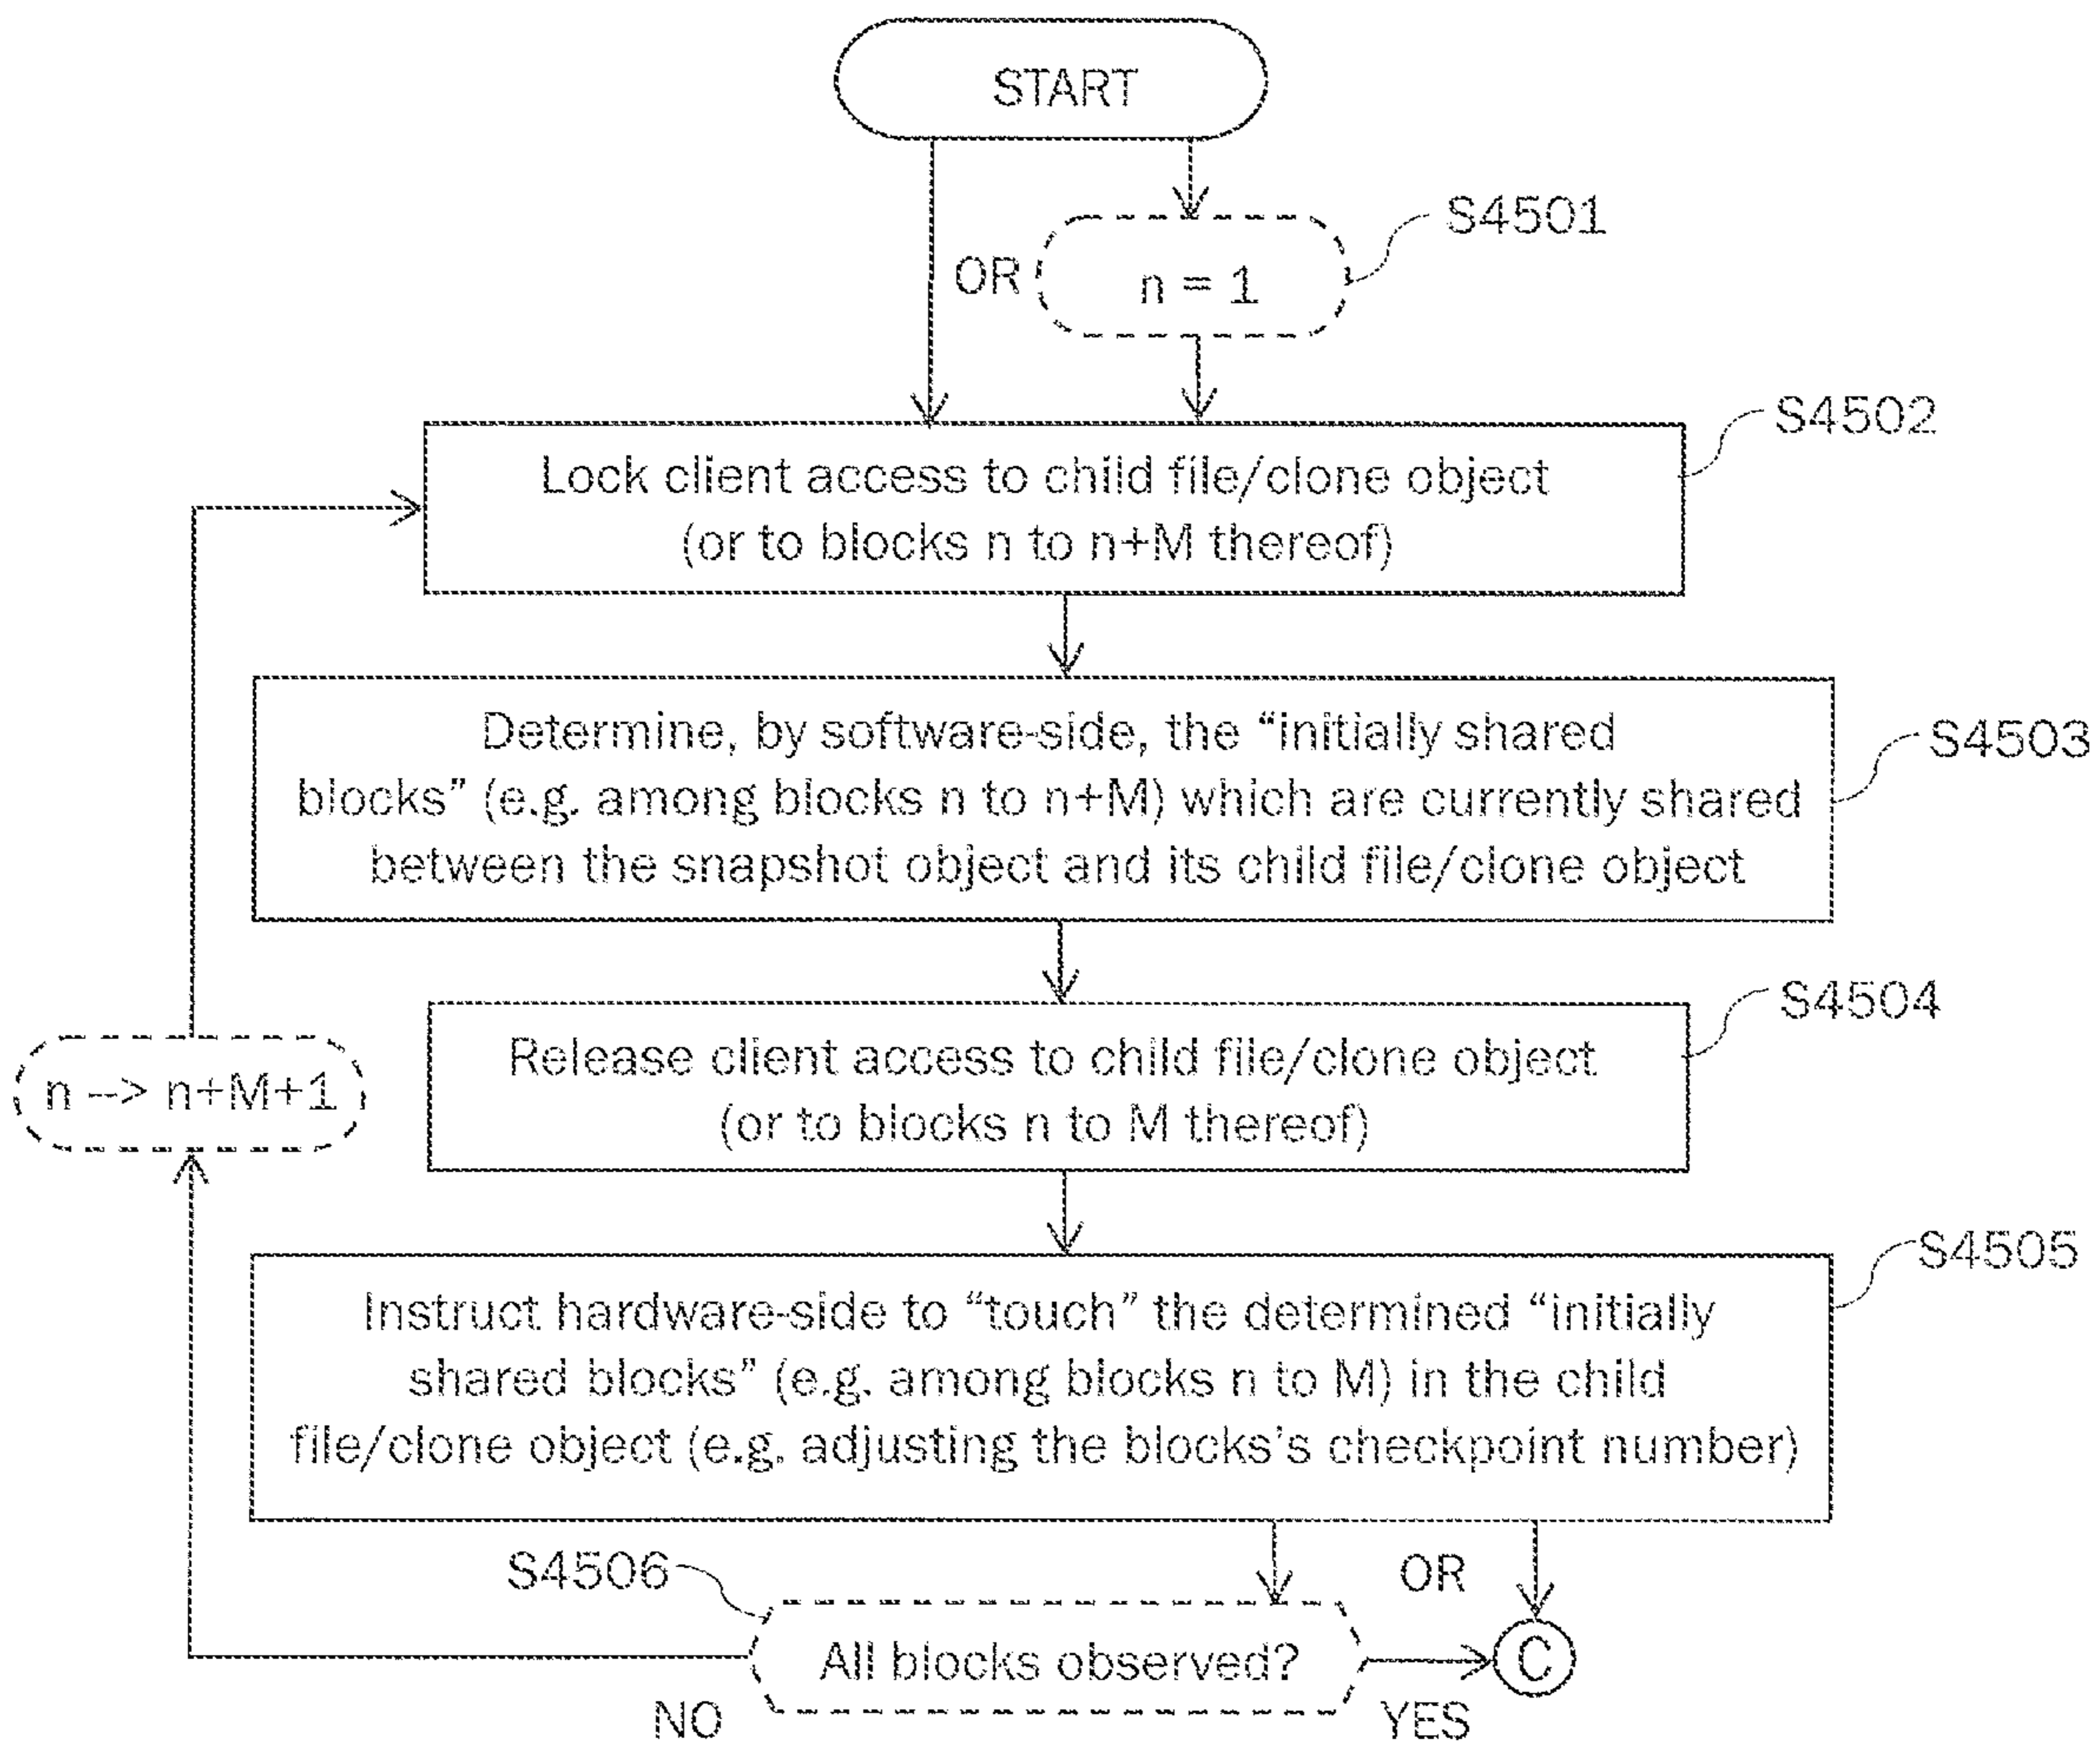 START
S4501
OR
n = 1
S4502
Lock client access to child file/clone object
(or to blocks n to n+M thereof)
S4503
Determine, by software-side, the “initially shared
blocks” (e.g. among blocks n to n+M) which are currently shared
between the snapshot object and its child file/clone object
S4504
Release client access to child file/clone object
(or to blocks n to M thereof)
n --> n+M+1
S4505
Instruct hardware-side to “touch” the determined “initially
shared blocks” (e.g. among blocks n to M) in the child
file/clone object (e.g. adjusting the blocks's checkpoint number)
S4506
OR
All blocks observed?
C
NO
YES